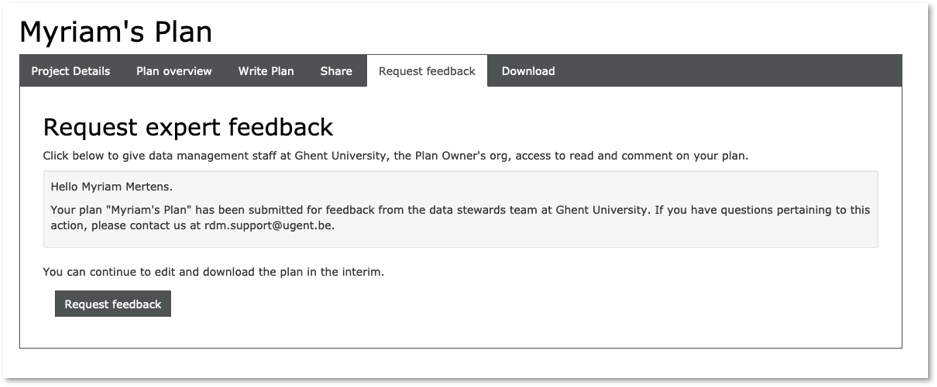 Myriam's Plan
Project Details Plan overview Write Plan Share Request feedback Download
Request expert feedback
Click below to give data management staff at Ghent University, the Plan Owner's org, access to read and comment on your plan.
Hello Myriam Mertens.
Your plan "Myriam's Plan" has been submitted for feedback from the data stewards team at Ghent University. If you have questions pertaining to this
action, please contact us at rdm.support@ugent.be.
You can continue to edit and download the plan in the interim.
Request feedback